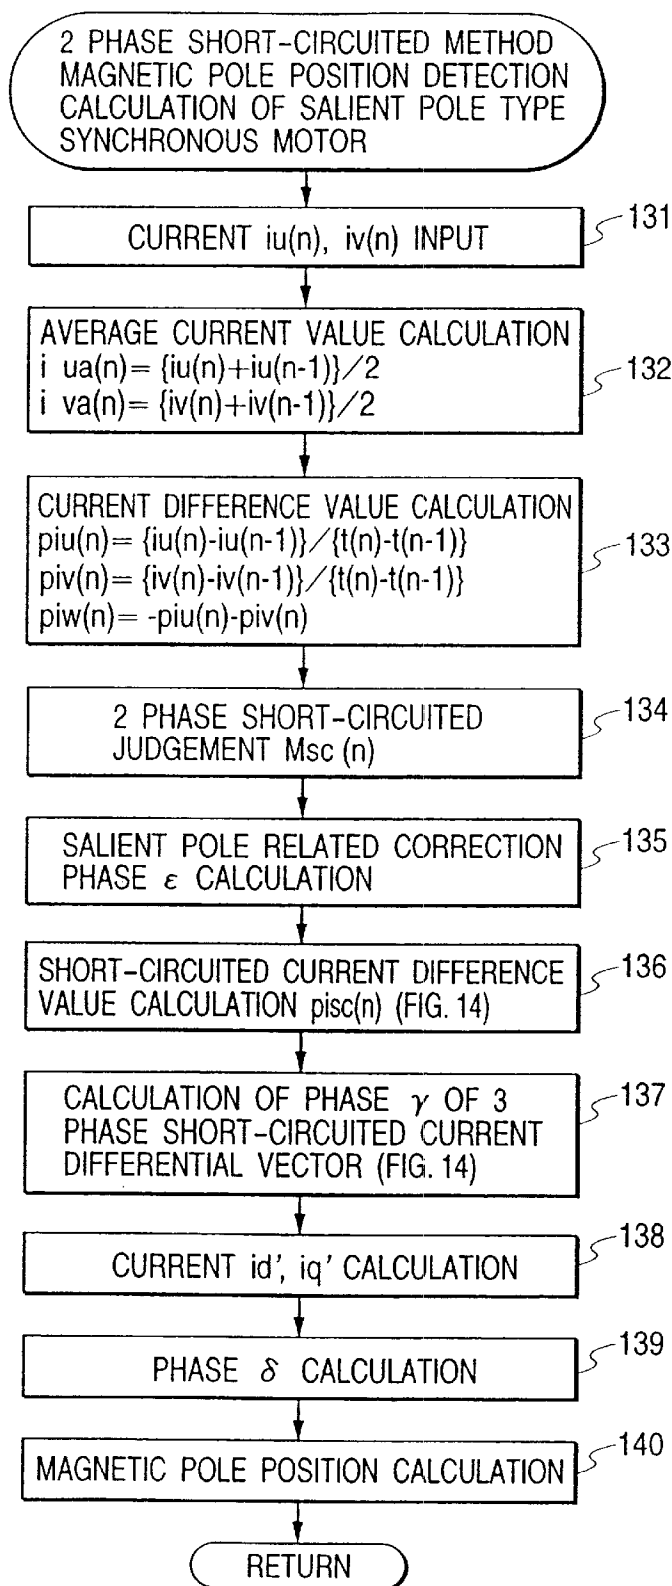 2 PHASE SHORT-CIRCUITED METHOD
MAGNETIC POLE POSITION DETECTION
CALCULATION OF SALIENT POLE TYPE
SYNCHRONOUS MOTOR
131
CURRENT iu(n), iv(n) INPUT
132
AVERAGE CURRENT VALUE CALCULATION
i ua(n)= {iu(n)+iu(n-1)}/2
i va(n)= {iv(n)+iv(n-1)}/2
133
CURRENT DIFFERENCE VALUE CALCULATION
piu(n)= {iu(n)-iu(n-1)}/{t(n)-t(n-1)}
piv(n)= {iv(n)-iv(n-1)}/{t(n)-t(n-1)}
piw(n)= -piu(n)-piv(n)
134
2 PHASE SHORT-CIRCUITED
JUDGEMENT Msc (n)
135
SALIENT POLE RELATED CORRECTION
PHASE ε CALCULATION
136
SHORT-CIRCUITED CURRENT DIFFERENCE
VALUE CALCULATION pisc(n) (FIG. 14)
137
CALCULATION OF PHASE γ OF 3
PHASE SHORT-CIRCUITED CURRENT
DIFFERENTIAL VECTOR (FIG. 14)
138
CURRENT id', iq' CALCULATION
139
PHASE δ CALCULATION
140
MAGNETIC POLE POSITION CALCULATION
RETURN